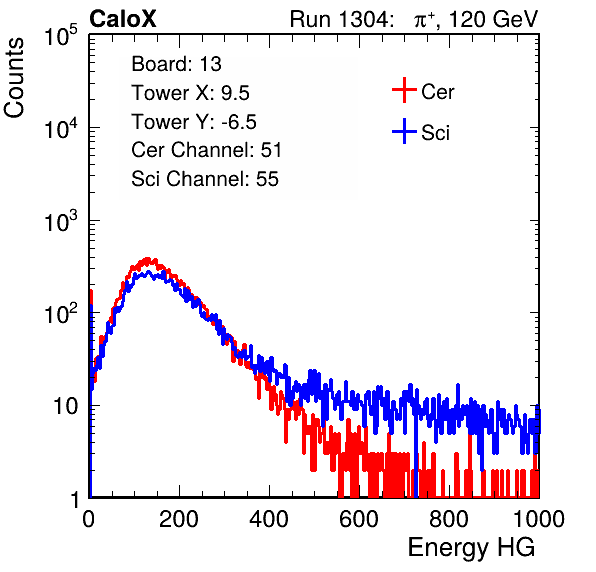 CaloX Run 1304: π⁺, 120 GeV
Counts
10⁵
10⁴
10³
10²
10
1
Board: 13
Tower X: 9.5
Tower Y: -6.5
Cer Channel: 51
Sci Channel: 55
Cer
Sci
0 200 400 600 800 1000
Energy HG